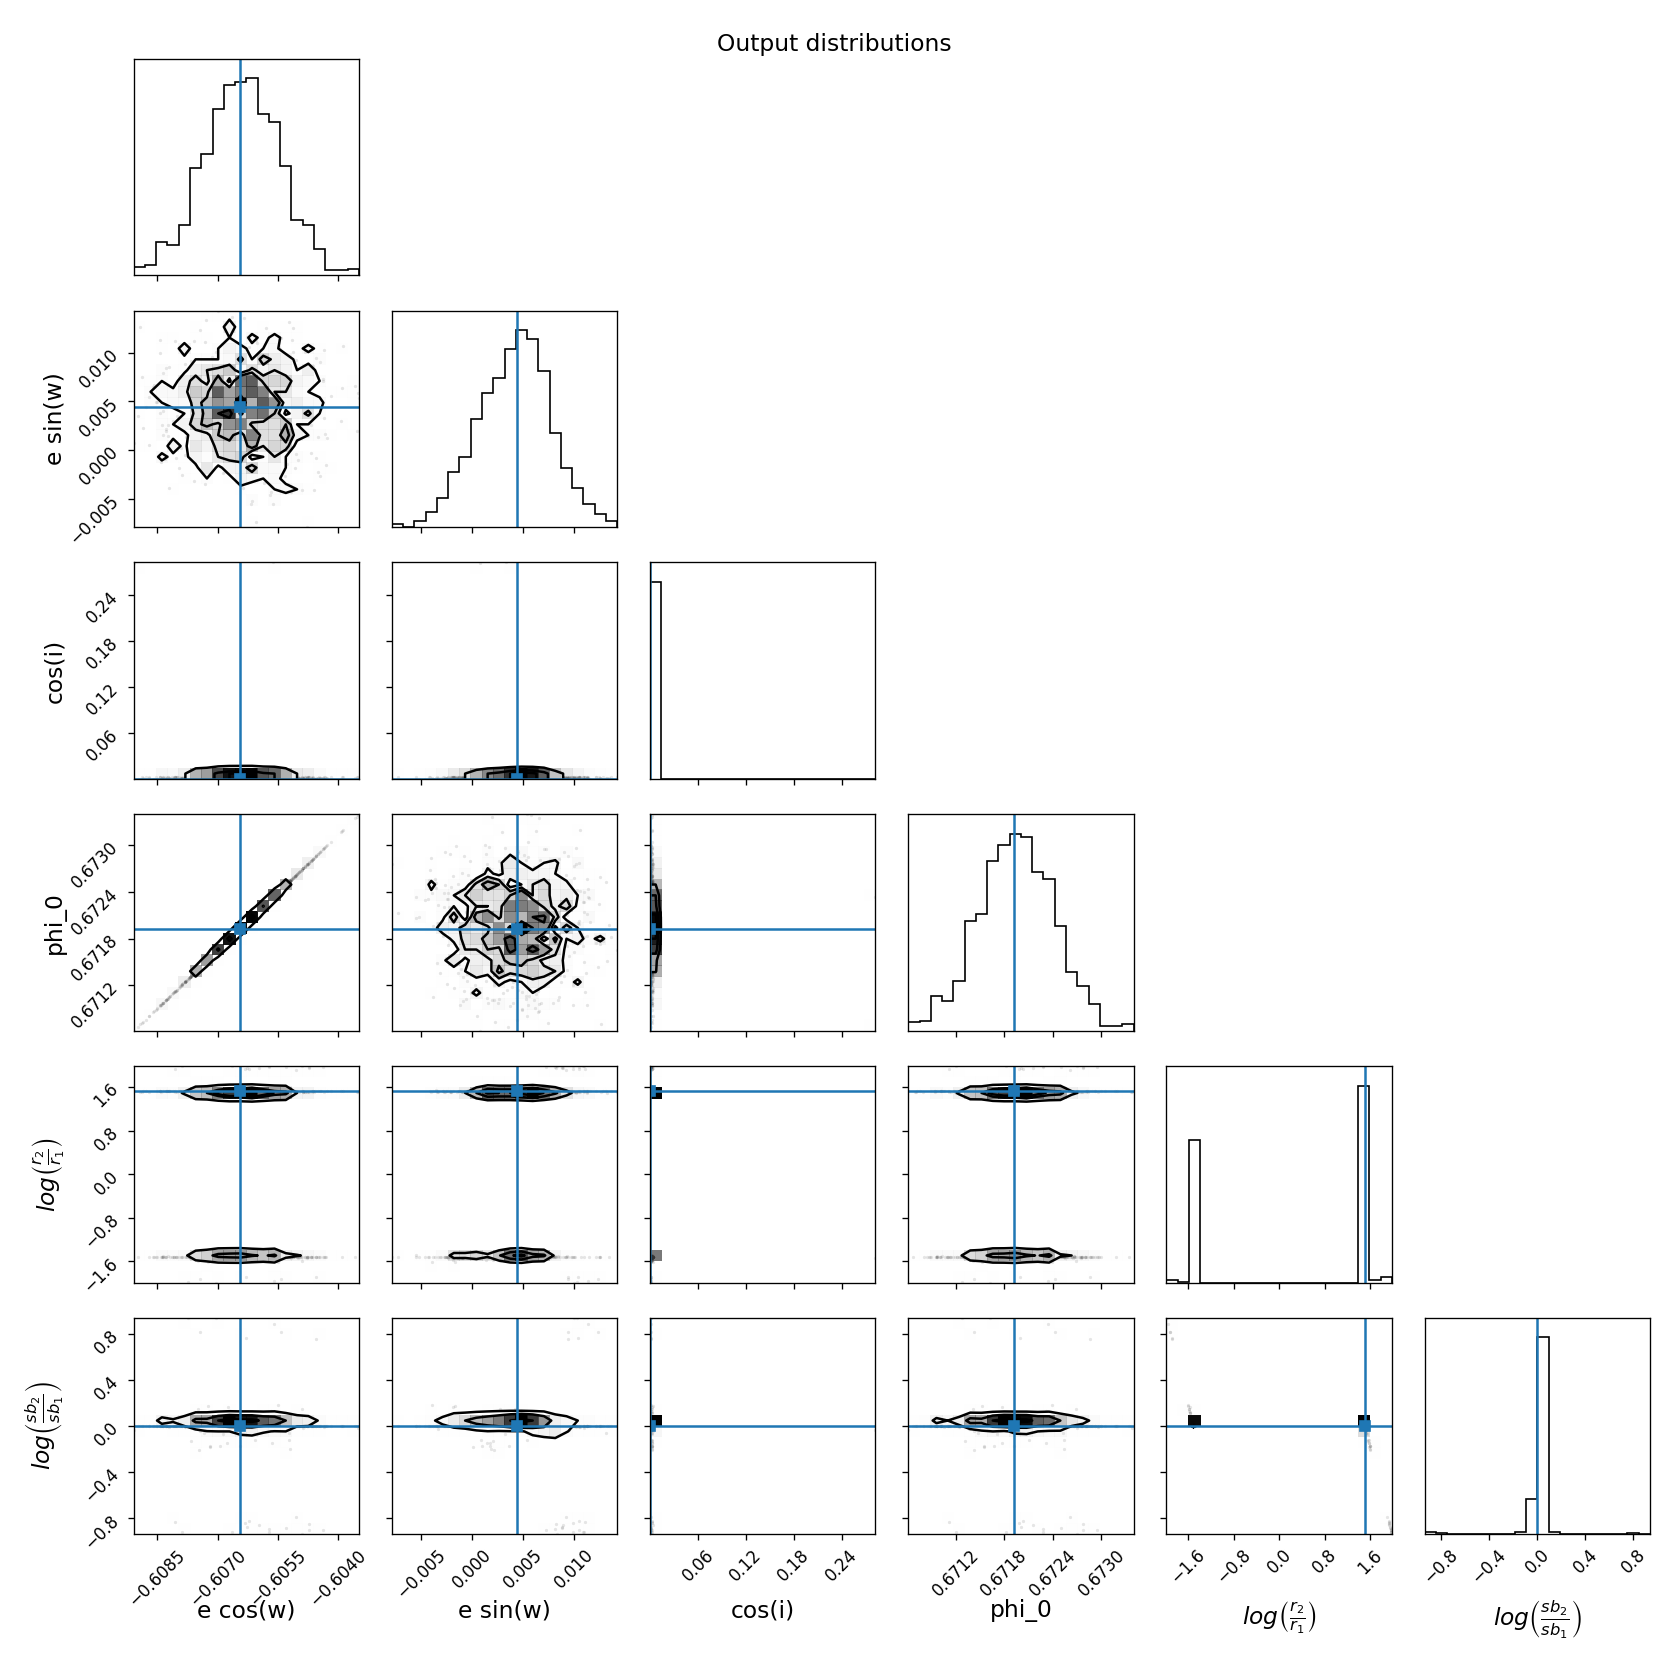 Output distributions
e sin(w)
0.010
0.005
0.000
−0.005
cos(i)
0.24
0.18
0.12
0.06
phi_0
0.6730
0.6724
0.6718
0.6712
log(r2/r1)
1.6
0.8
0.0
−0.8
−1.6
log(sb2/sb1)
0.8
0.4
0.0
−0.4
−0.8
−0.6085 −0.6070 −0.6055 −0.6040
e cos(w)
−0.005 0.000 0.005 0.010
e sin(w)
0.06 0.12 0.18 0.24
cos(i)
0.6712 0.6718 0.6724 0.6730
phi_0
−1.6 −0.8 0.0 0.8 1.6
log(r2/r1)
−0.8 −0.4 0.0 0.4 0.8
log(sb2/sb1)